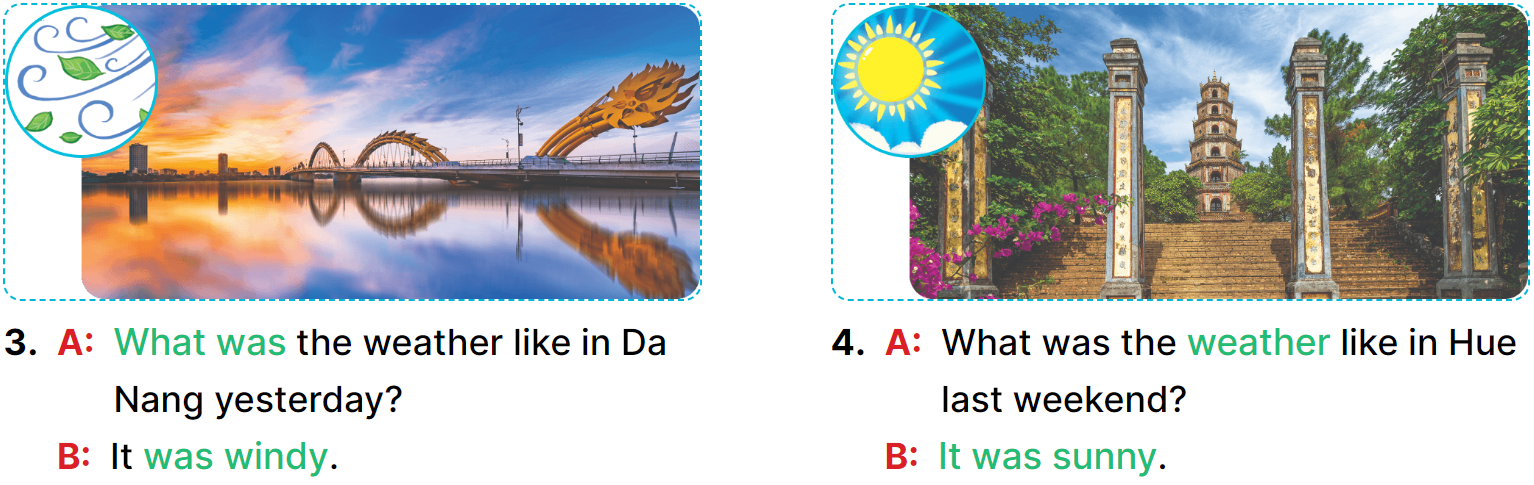 3. A: What was the weather like in Da
Nang yesterday?
B: It was windy.
4. A: What was the weather like in Hue
last weekend?
B: It was sunny.